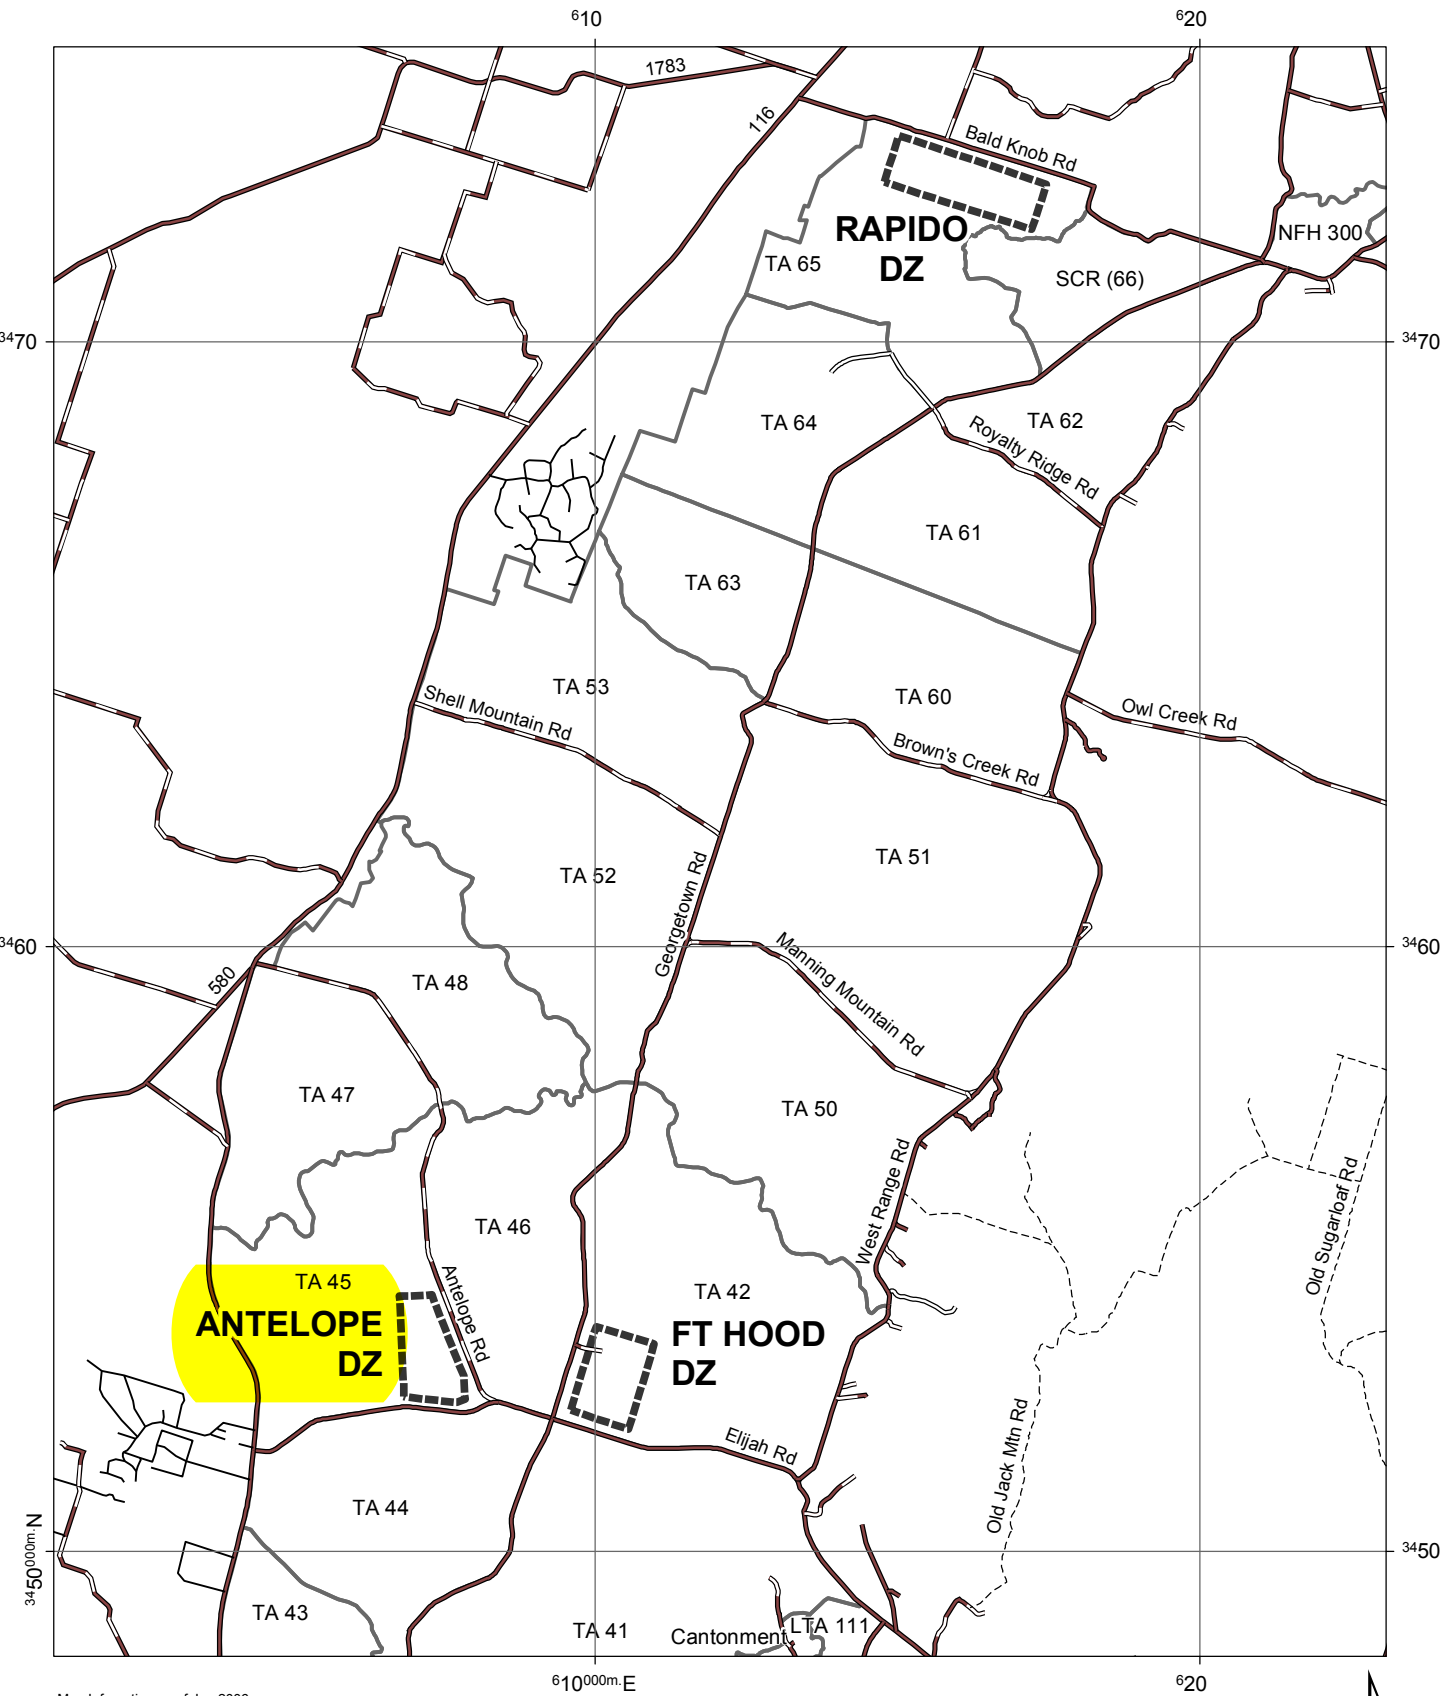 610
620
1783
116
Bald Knob Rd
RAPIDO
DZ
NFH 300
TA 65
SCR (66)
3470
3470
TA 64
TA 62
Royalty Ridge Rd
TA 61
TA 63
TA 53
TA 60
Shell Mountain Rd
Owl Creek Rd
Brown's Creek Rd
TA 51
TA 52
Georgetown Rd
3460
3460
Manning Mountain Rd
580
TA 48
TA 47
TA 50
West Range Rd
Old Sugarloaf Rd
TA 46
TA 45
Antelope Rd
TA 42
ANTELOPE
DZ
FT HOOD
DZ
Elijah Rd
Old Jack Mtn Rd
TA 44
3450000m.N
3450
TA 43
TA 41
Cantonment
LTA 111
610000m.E
620